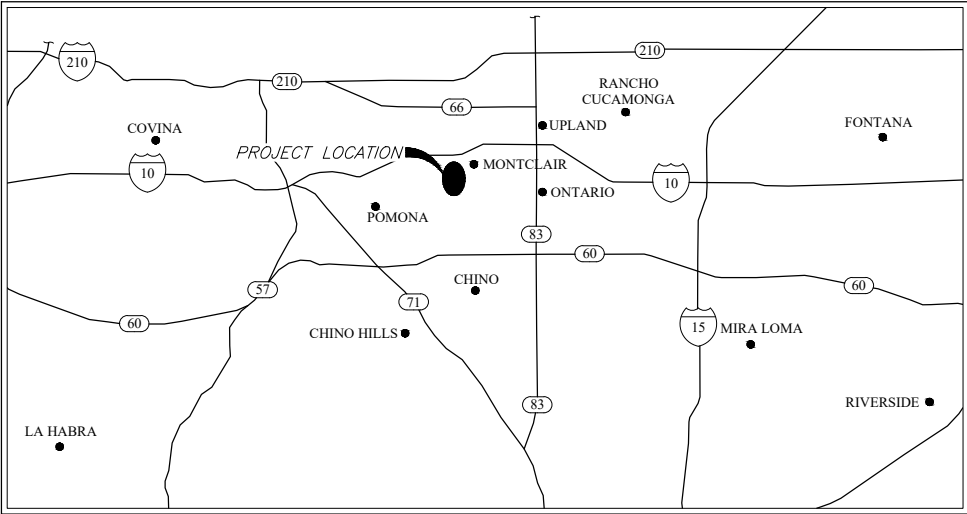 210
210
210
RANCHO
CUCAMONGA
66
COVINA
UPLAND
FONTANA
PROJECT LOCATION
MONTCLAIR
10
10
ONTARIO
POMONA
83
60
CHINO
57
71
60
60
CHINO HILLS
15
MIRA LOMA
83
RIVERSIDE
LA HABRA